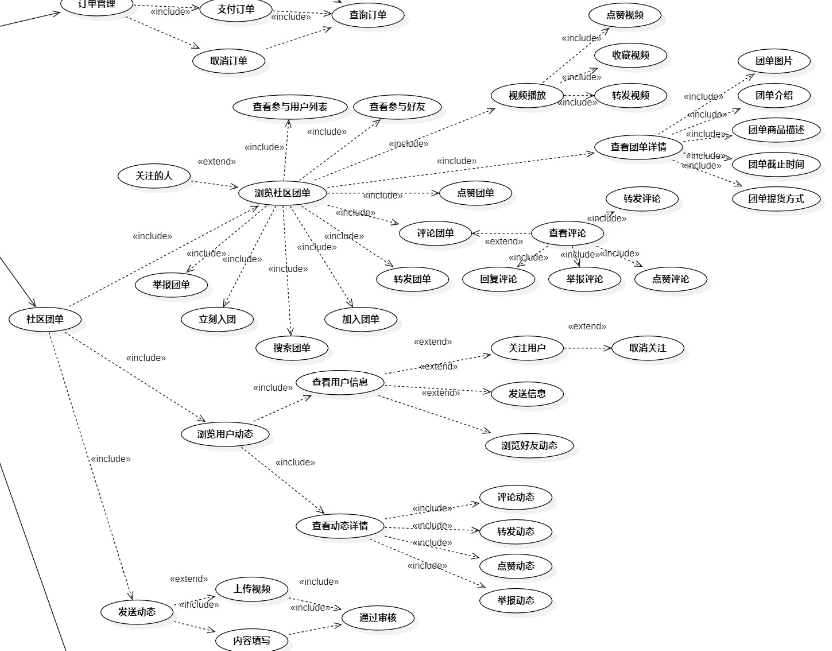 订单管理
«include»
支付订单
«include»
查询订单
取消订单
点赞视频
«include»
收藏视频
«include»
视频播放
«include»
转发视频
团单图片
«include»
团单介绍
«include»
团单商品描述
«include»
查看团单详情
«include»
团单截止时间
«include»
团单提货方式
查看参与用户列表
查看参与好友
«include»
«include»
«include»
«include»
关注的人
«extend»
浏览社区团单
«include»
点赞团单
«include»
评论团单
«extend»
查看评论
«include»
转发评论
«include»
«include»
«include»
回复评论
举报评论
点赞评论
«include»
«include»
«include»
«include»
«include»
«include»
举报团单
立刻入团
搜索团单
加入团单
转发团单
社区团单
«include»
查看用户信息
«extend»
关注用户
«extend»
取消关注
«extend»
发送信息
«extend»
浏览好友动态
«include»
浏览用户动态
«include»
«include»
查看动态详情
«include»
评论动态
«include»
转发动态
«include»
点赞动态
«include»
举报动态
发送动态
«extend»
上传视频
«include»
«include»
内容填写
«include»
通过审核